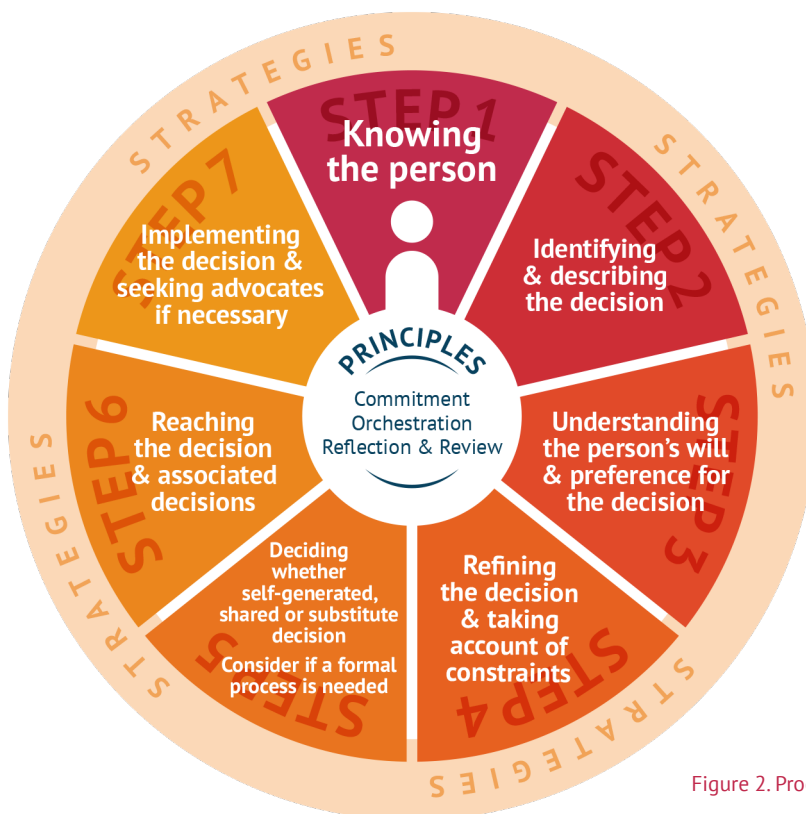 STRATEGIES
STRATEGIES
STRATEGIES
STRATEGIES
STEP 1
Knowing
the person
STEP 2
Identifying
& describing
the decision
STEP 3
Understanding
the person's will
& preference for
the decision
STEP 4
Refining
the decision
& taking
account of
constraints
STEP 5
Deciding
whether
self-generated,
shared or substitute
decision
Consider if a formal
process is needed
STEP 6
Reaching
the decision
& associated
decisions
STEP 7
Implementing
the decision &
seeking advocates
if necessary
PRINCIPLES
Commitment
Orchestration
Reflection & Review
Figure 2. Pro